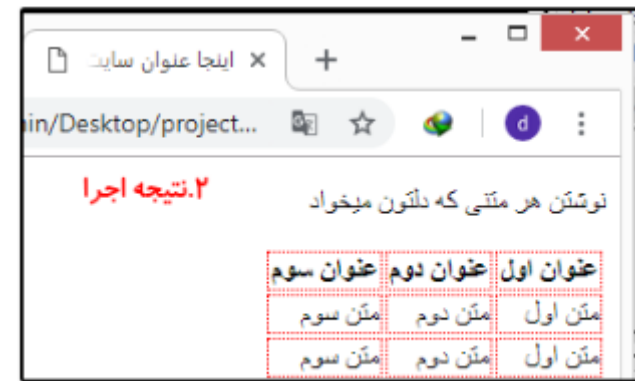 اینجا عنوان سایت
in/Desktop/project...
d
۲.نتیجه اجرا
نوشتن هر متنی که دلتون میخواد
عنوان اول عنوان دوم عنوان سوم
متن اول متن دوم متن سوم
متن اول متن دوم متن سوم